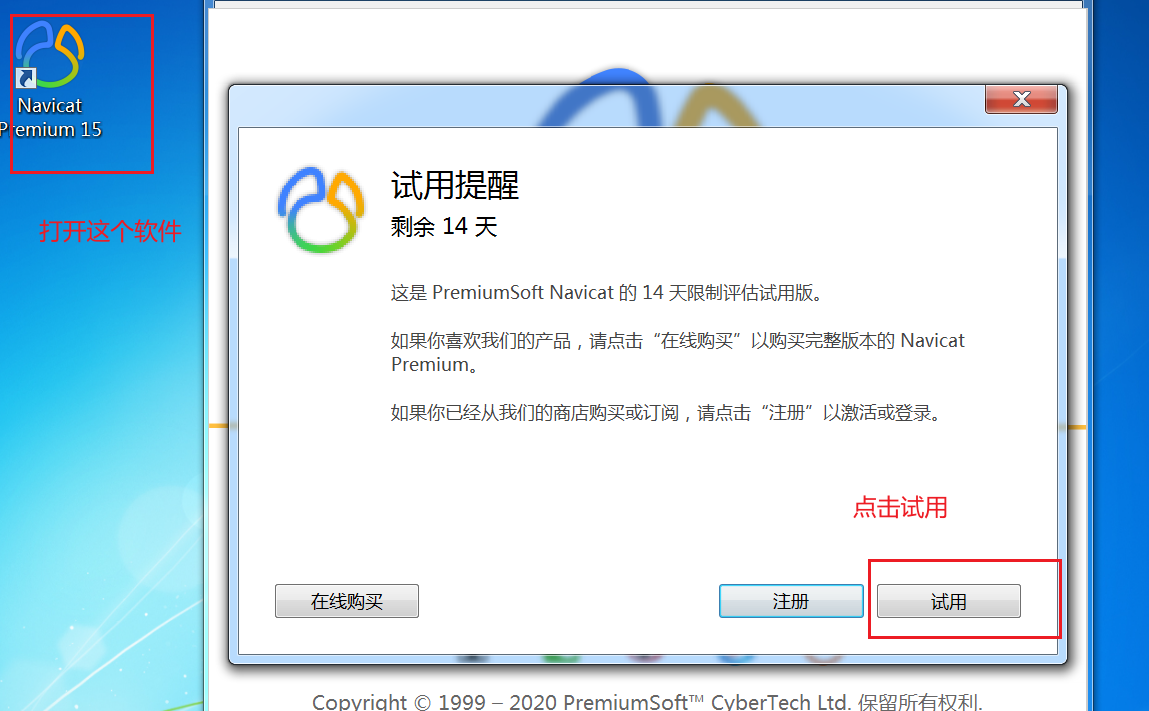 Navicat
Premium 15
打开这个软件
试用提醒
剩余 14 天
这是 PremiumSoft Navicat 的 14 天限制评估试用版。
如果你喜欢我们的产品，请点击“在线购买”以购买完整版本的 Navicat
Premium。
如果你已经从我们的商店购买或订阅，请点击“注册”以激活或登录。
点击试用
在线购买
注册
试用
Copyright © 1999 – 2020 PremiumSoft™ CyberTech Ltd. 保留所有权利.